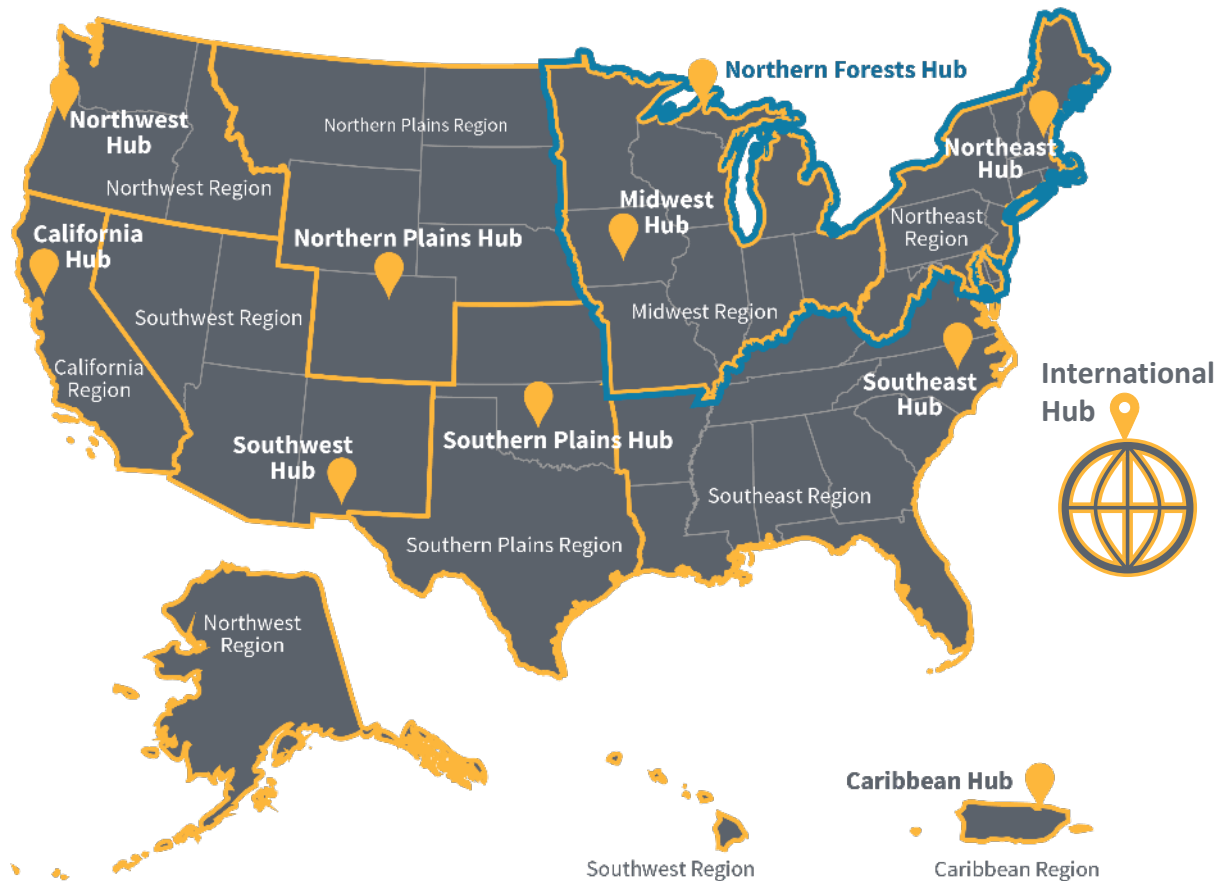 Northern Forests Hub
Northwest
Hub
Northern Plains Region
Northeast
Hub
Northwest Region
Midwest
Hub
Northeast
Region
California
Hub
Northern Plains Hub
Southwest Region
Midwest Region
California
Region
Southeast
Hub
International
Hub
Southwest
Hub
Southern Plains Hub
Southeast Region
Southern Plains Region
Northwest
Region
Caribbean Hub
Southwest Region
Caribbean Region